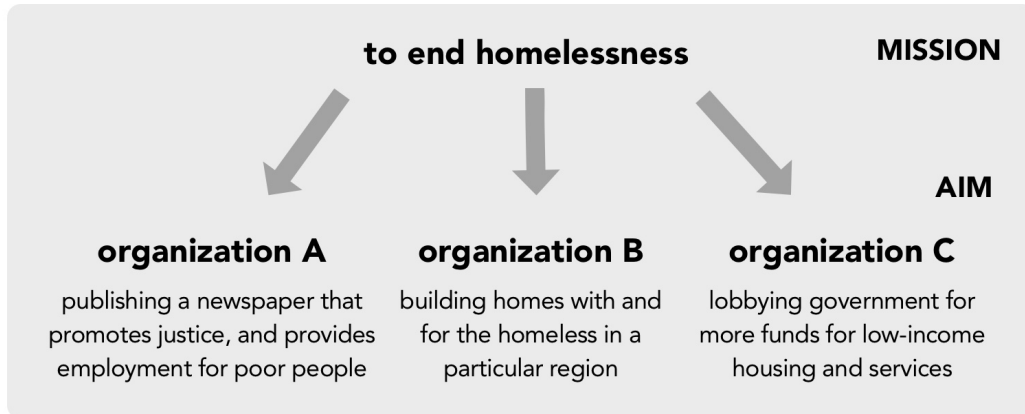 to end homelessness
MISSION
AIM
organization A
publishing a newspaper that
promotes justice, and provides
employment for poor people
organization B
building homes with and
for the homeless in a
particular region
organization C
lobbying government for
more funds for low-income
housing and services